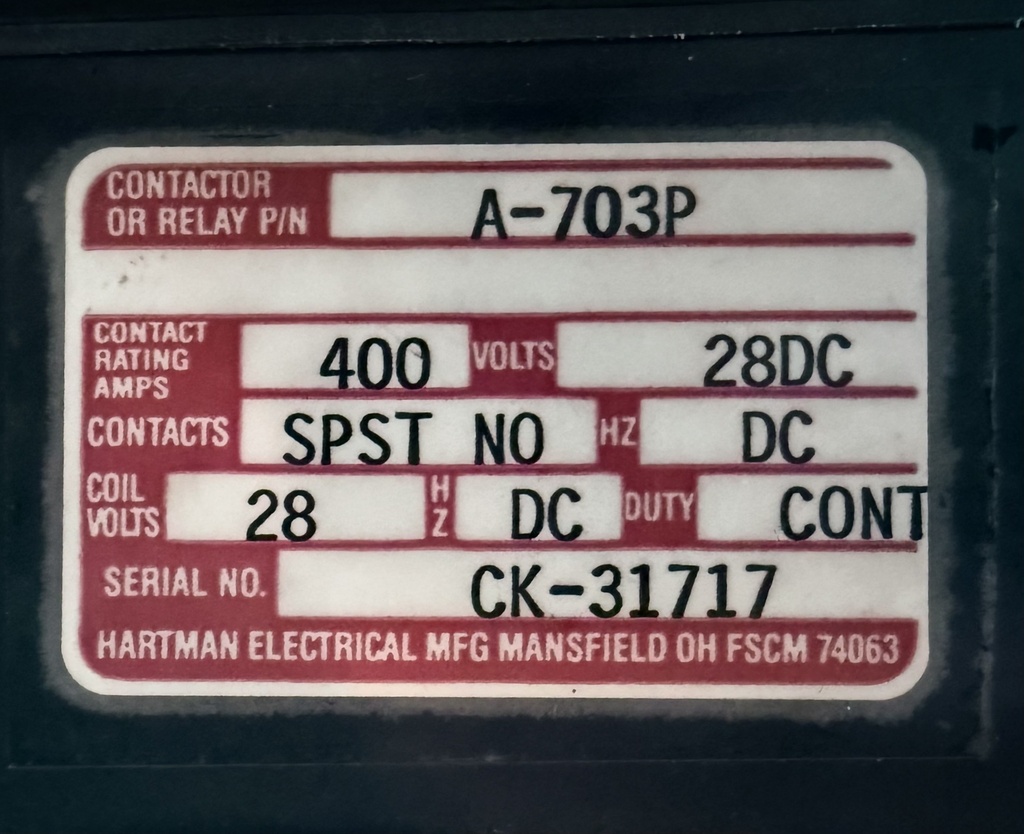 CONTACTOR
OR RELAY P/N A-703P
CONTACT
RATING
AMPS 400 VOLTS 28DC
CONTACTS SPST NO HZ DC
COIL
VOLTS 28 HZ DC DUTY CONT
SERIAL NO. CK-31717
HARTMAN ELECTRICAL MFG MANSFIELD OH FSCM 74063